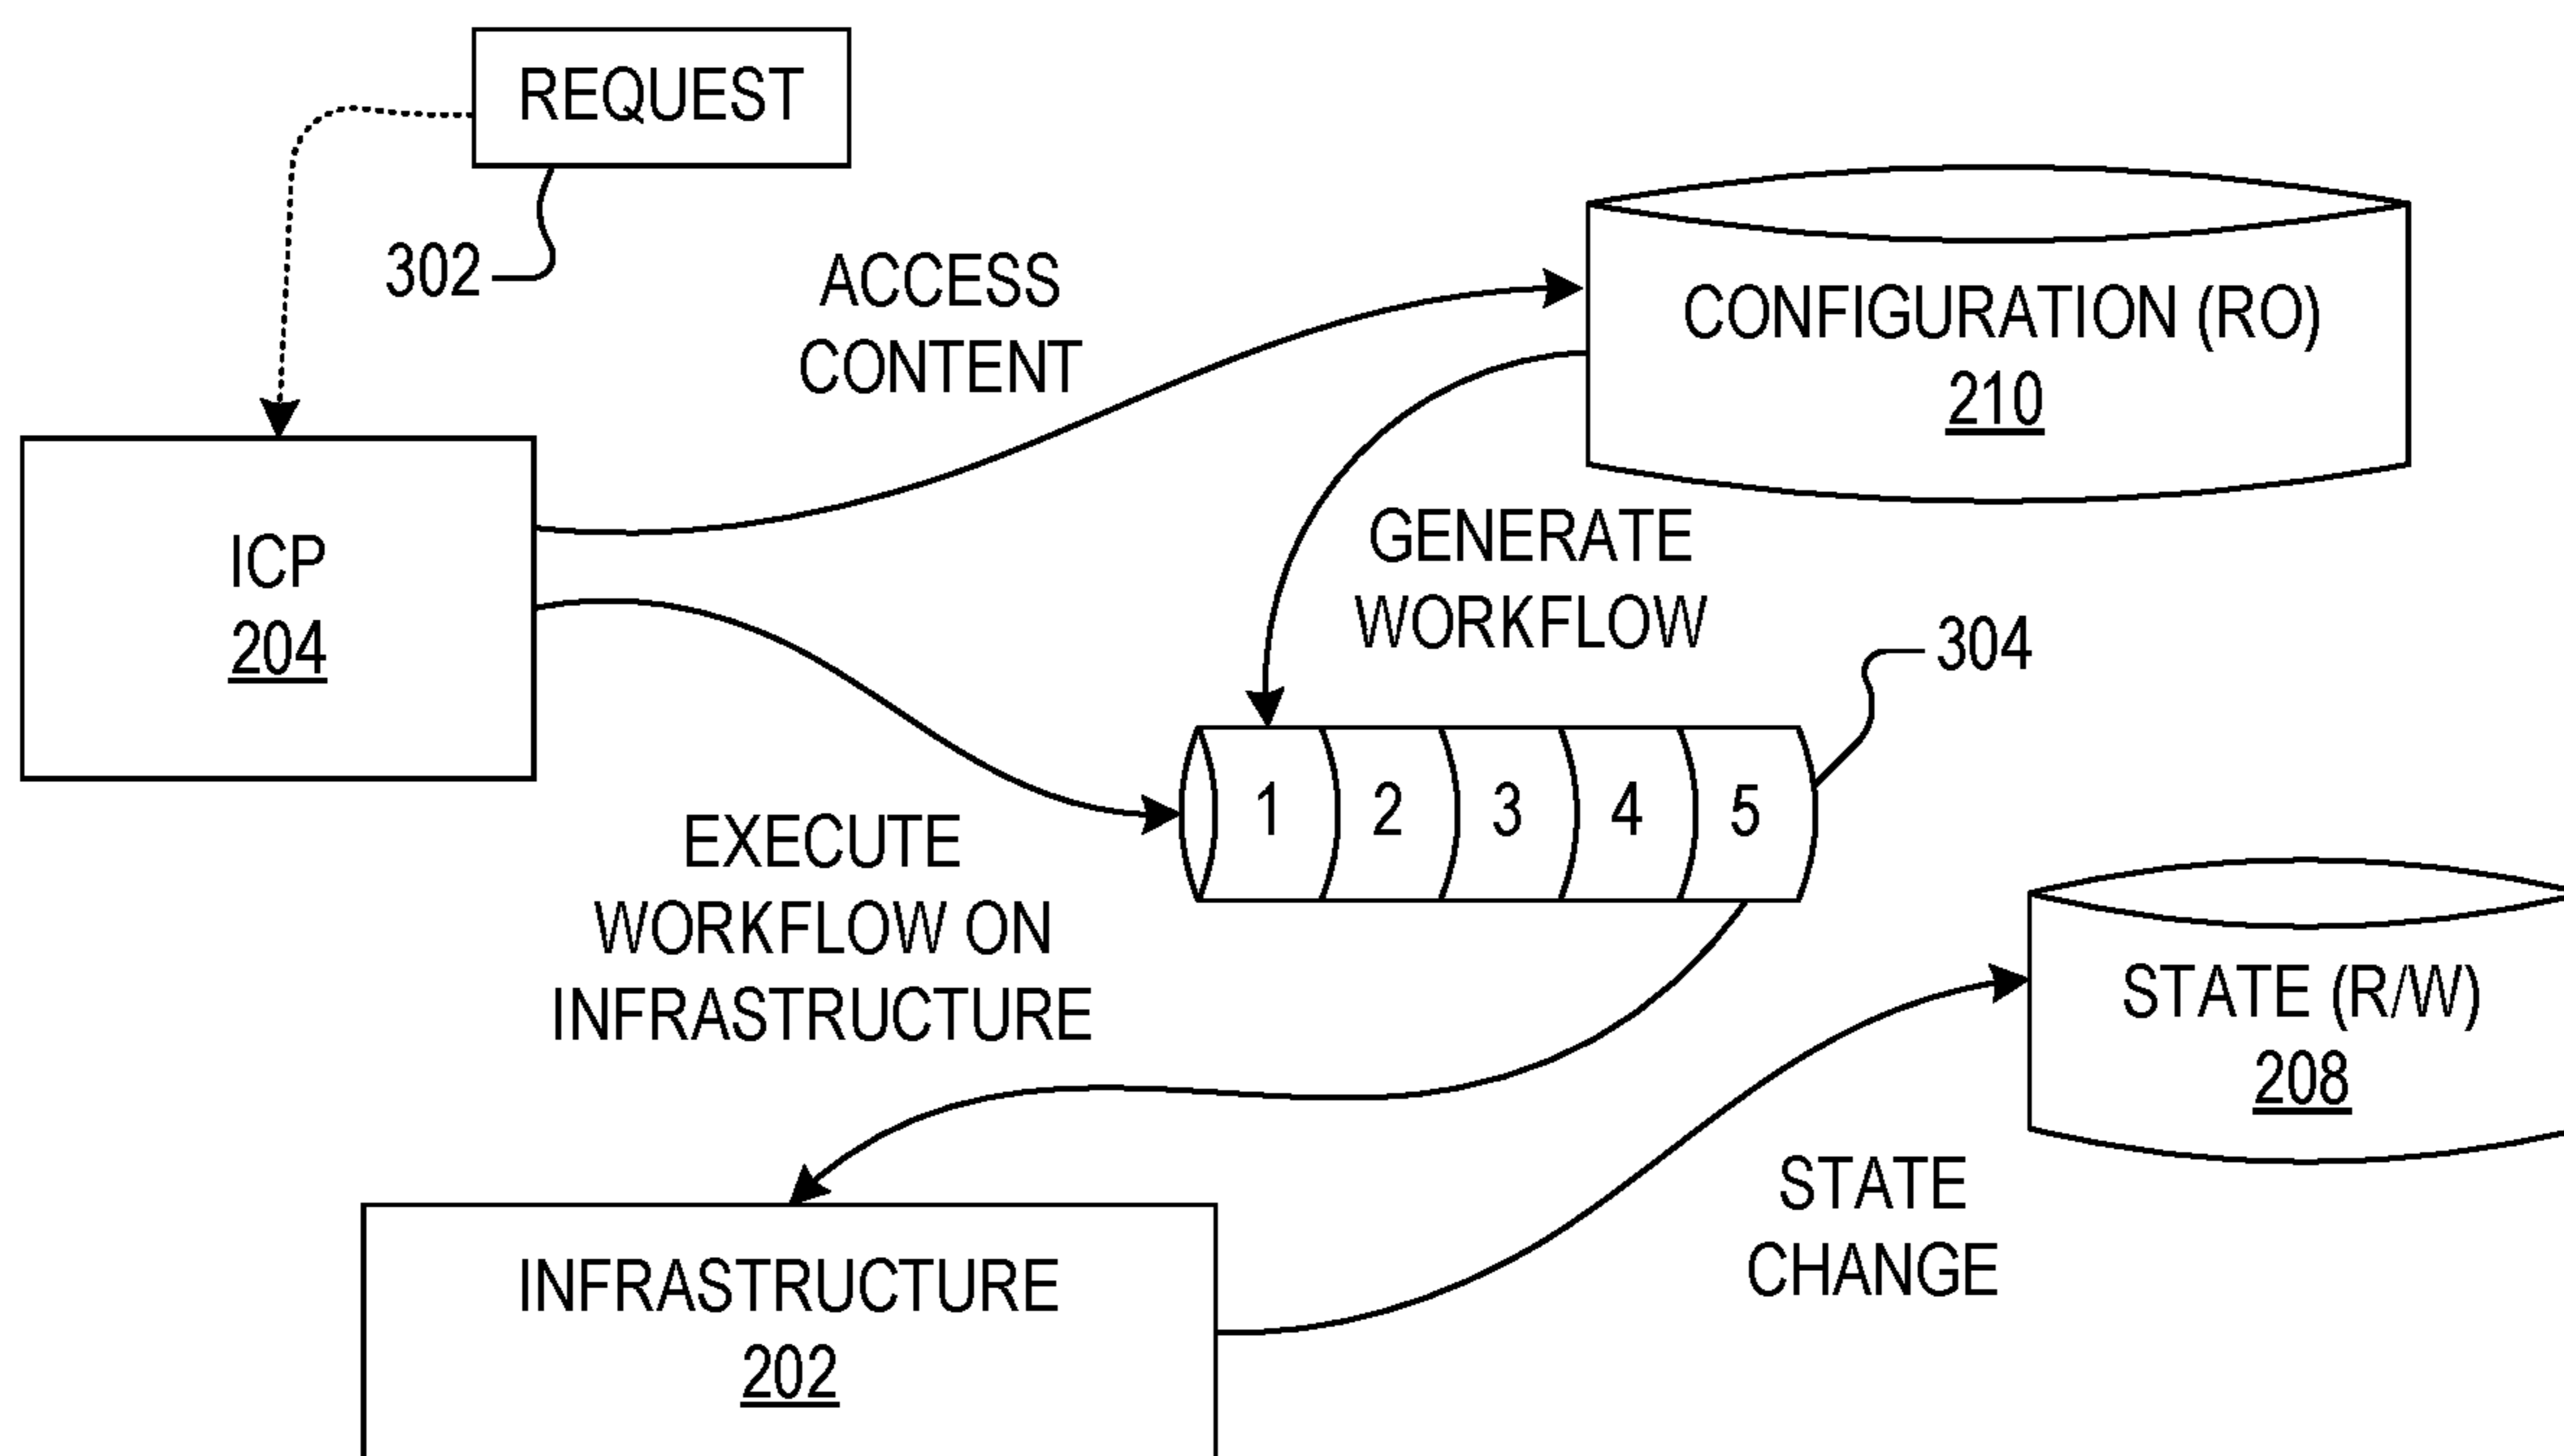 REQUEST
302
ACCESS
CONTENT
CONFIGURATION (RO)
210
ICP
204
GENERATE
WORKFLOW
304
1 2 3 4 5
EXECUTE
WORKFLOW ON
INFRASTRUCTURE
STATE (R/W)
208
STATE
CHANGE
INFRASTRUCTURE
202